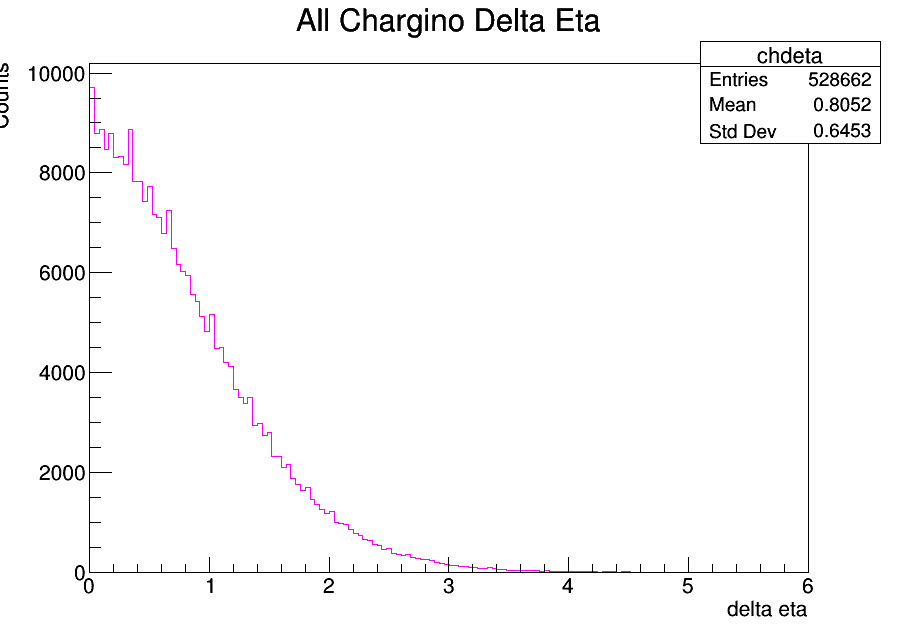 All Chargino Delta Eta
chdeta
Entries 528662
Mean 0.8052
Std Dev 0.6453
Counts
10000
8000
6000
4000
2000
0
0 1 2 3 4 5 6
delta eta